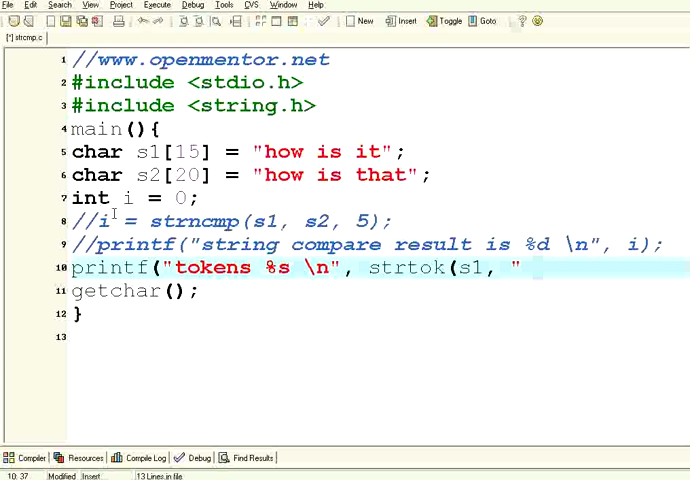 File Edit Search View Project Execute Debug Tools CVS Window Help
New Insert Toggle Goto
[*] strcmp.c
1 //www.openmentor.net
2 #include <stdio.h>
3 #include <string.h>
4 main(){
5 char s1[15] = "how is it";
6 char s2[20] = "how is that";
7 int i = 0;
8 //i = strncmp(s1, s2, 5);
9 //printf("string compare result is %d \n", i);
10 printf("tokens %s \n", strtok(s1, "
11 getchar();
12 }
13
Compiler Resources Compile Log Debug Find Results
10: 37 Modified Insert 13 Lines in file